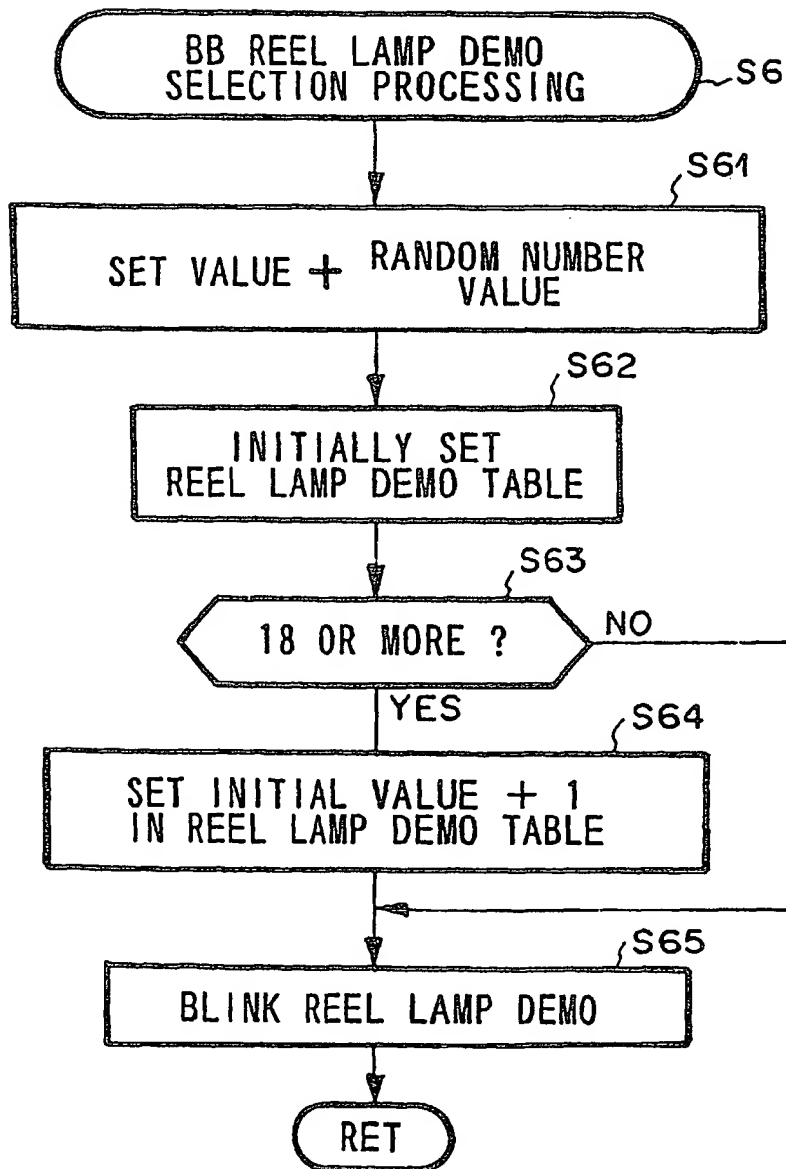 BB REEL LAMP DEMO
SELECTION PROCESSING
S6
S61
SET VALUE + RANDOM NUMBER
VALUE
S62
INITIALLY SET
REEL LAMP DEMO TABLE
S63
18 OR MORE ?
NO
YES
S64
SET INITIAL VALUE + 1
IN REEL LAMP DEMO TABLE
S65
BLINK REEL LAMP DEMO
RET